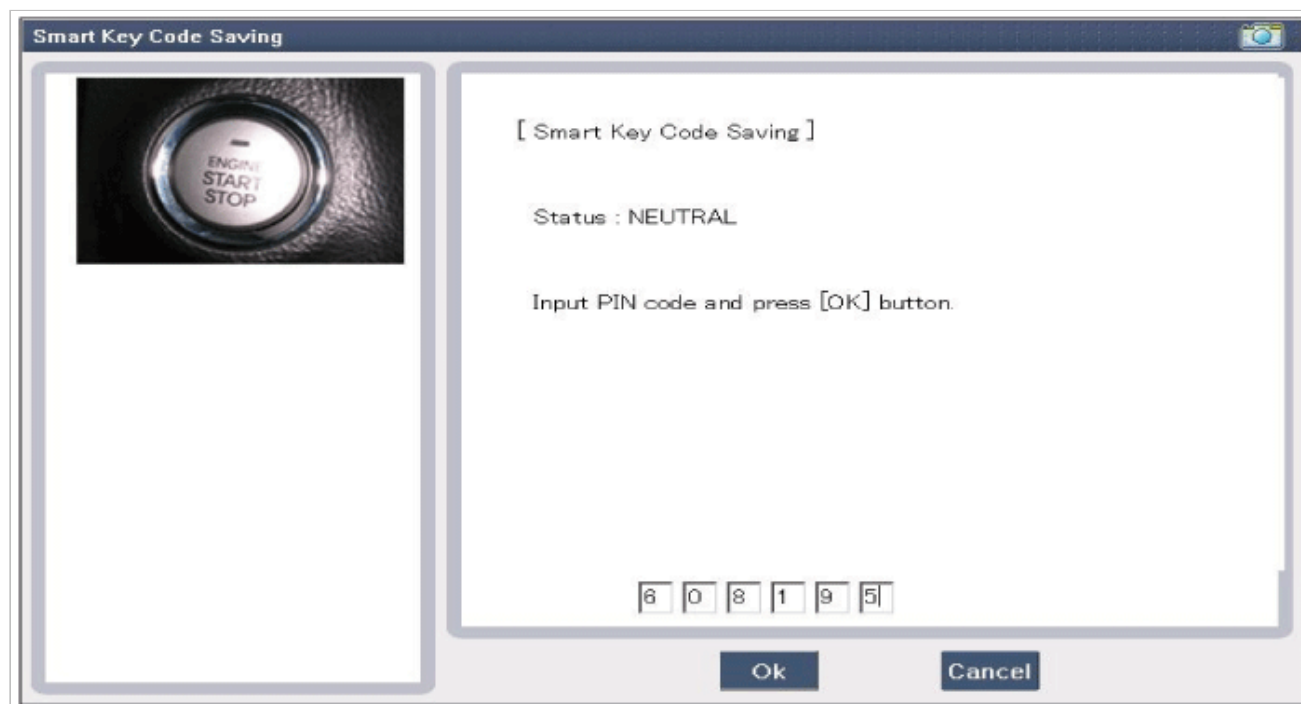 Smart Key Code Saving
ENGINE
START
STOP
[ Smart Key Code Saving ]
Status : NEUTRAL
Input PIN code and press [OK] button.
6 0 8 1 9 5
Ok Cancel